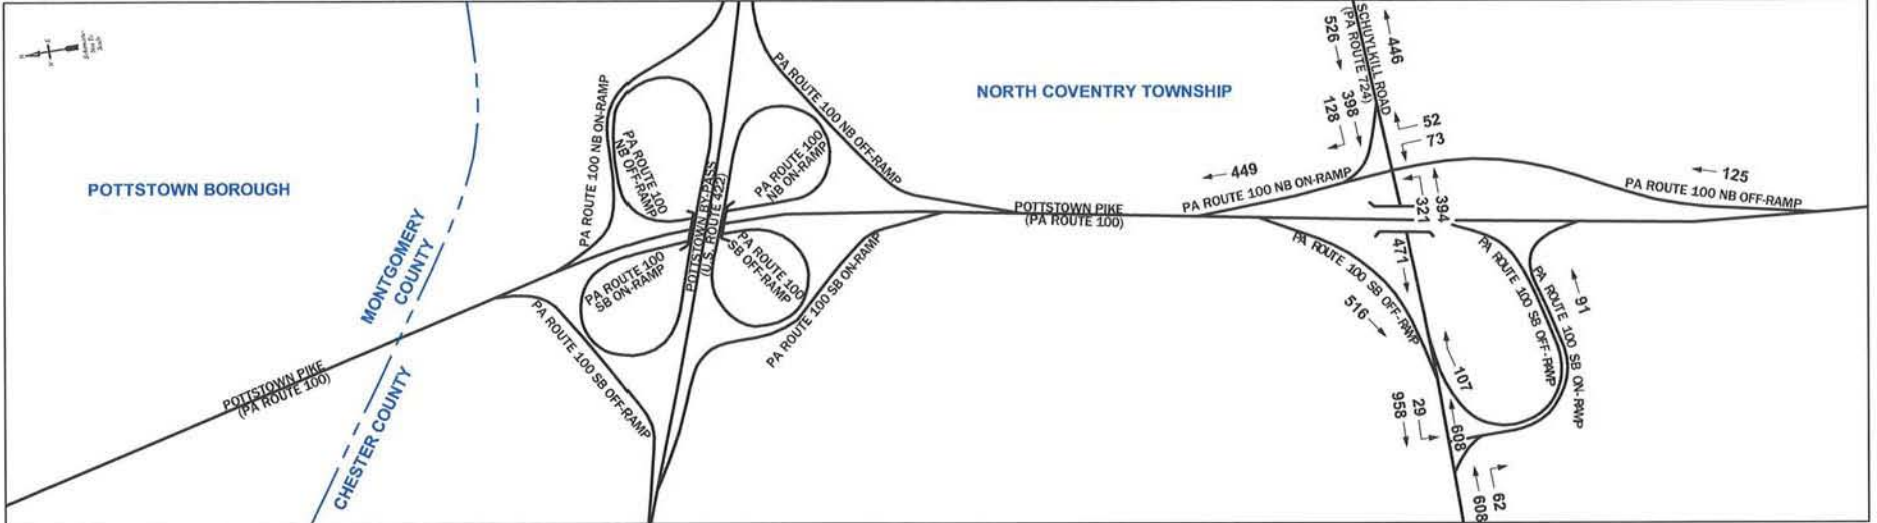 POTTSTOWN BOROUGH
MONTGOMERY
COUNTY
CHESTER COUNTY
POTTSTOWN PIKE
(PA ROUTE 100)
PA ROUTE 100 NB ON-RAMP
PA ROUTE 100
NB OFF-RAMP
PA ROUTE 100
SB ON-RAMP
PA ROUTE 100 SB OFF-RAMP
POTTSTOWN BY-PASS
(U.S. ROUTE 422)
PA ROUTE 100 NB OFF-RAMP
PA ROUTE 100
NB ON-RAMP
PA ROUTE 100
SB OFF-RAMP
PA ROUTE 100 SB ON-RAMP
NORTH COVENTRY TOWNSHIP
POTTSTOWN PIKE
(PA ROUTE 100)
SCHUYLKILL ROAD
(PA ROUTE 724)
526
446
398
128
52
73
449
PA ROUTE 100 NB ON-RAMP
394
321
125
PA ROUTE 100 NB OFF-RAMP
471
PA ROUTE 100 SB OFF-RAMP
516
PA ROUTE 100 SB OFF-RAMP
PA ROUTE 100 SB ON-RAMP
91
107
29
958
608
62
608